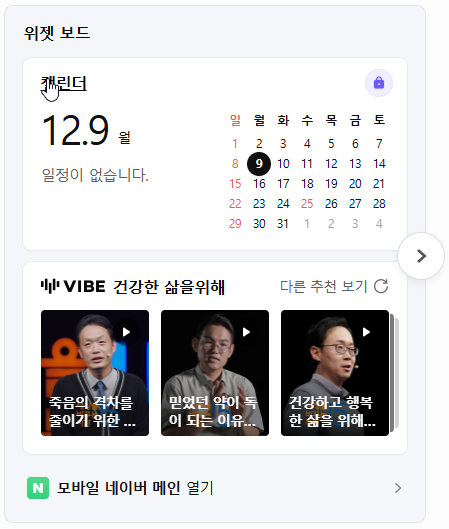 위젯 보드
캘린더
12.9 월
일정이 없습니다.
일 월 화 수 목 금 토
1 2 3 4 5 6 7
8 9 10 11 12 13 14
15 16 17 18 19 20 21
22 23 24 25 26 27 28
29 30 31 1 2 3 4
VIBE 건강한 삶을위해
다른 추천 보기
죽음의 격차를
줄이기 위한 ...
믿었던 약이 독
이 되는 이유...
건강하고 행복
한 삶을 위해...
N 모바일 네이버 메인 열기